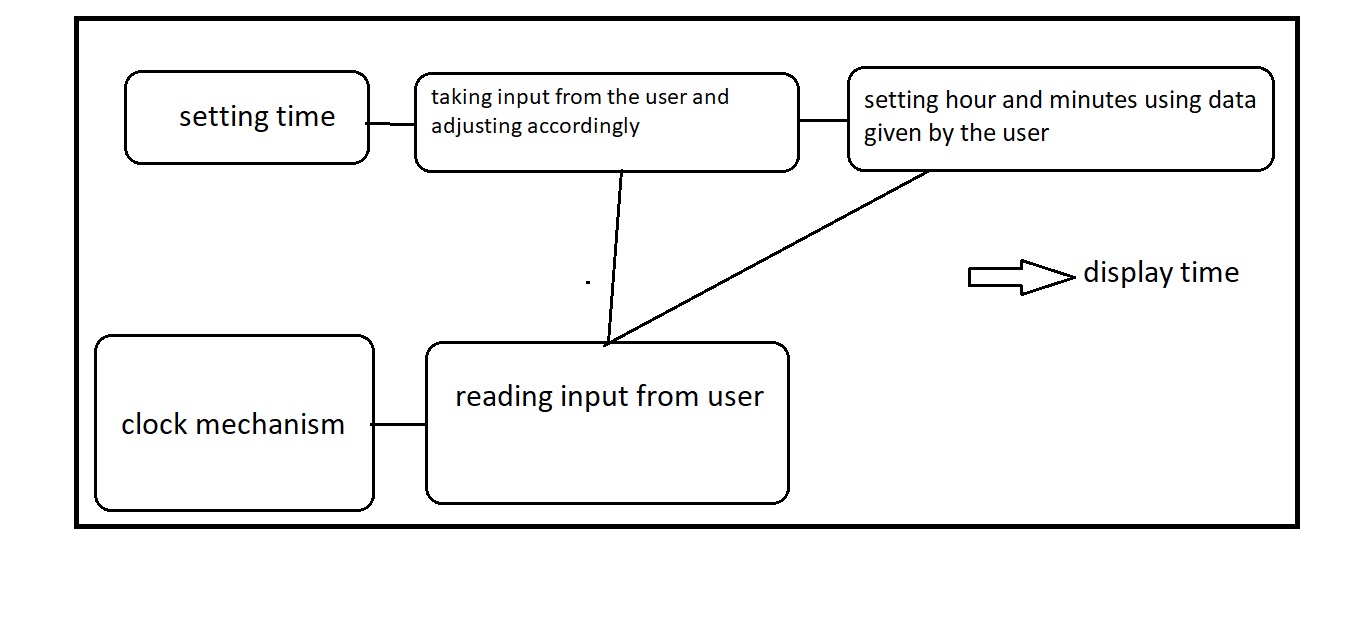 setting time
taking input from the user and
adjusting accordingly
setting hour and minutes using data
given by the user
display time
clock mechanism
reading input from user